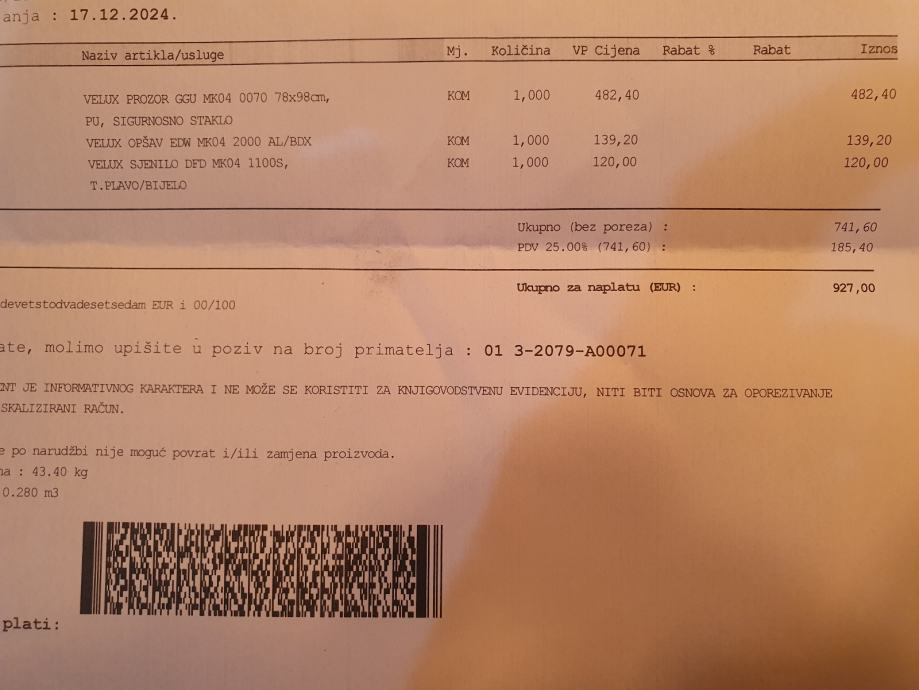 anja : 17.12.2024.
Naziv artikla/usluge Mj. Količina VP Cijena Rabat % Rabat Iznos
VELUX PROZOR GGU MK04 0070 78x98cm, KOM 1,000 482,40 482,40
PU, SIGURNOSNO STAKLO
VELUX OPŠAV EDW MK04 2000 AL/BDX KOM 1,000 139,20 139,20
VELUX SJENILO DFD MK04 1100S, KOM 1,000 120,00 120,00
T.PLAVO/BIJELO
Ukupno (bez poreza) : 741,60
PDV 25.00% (741,60) : 185,40
Ukupno za naplatu (EUR) : 927,00
devetstodvadesetsedam EUR i 00/100
ate, molimo upišite u poziv na broj primatelja : 01 3-2079-A00071
ENT JE INFORMATIVNOG KARAKTERA I NE MOŽE SE KORISTITI ZA KNJIGOVODSTVENU EVIDENCIJU, NITI BITI OSNOVA ZA OPOREZIVANJE
SKALIZIRANI RAČUN.
e po narudžbi nije moguć povrat i/ili zamjena proizvoda.
na : 43.40 kg
0.280 m3
plati: